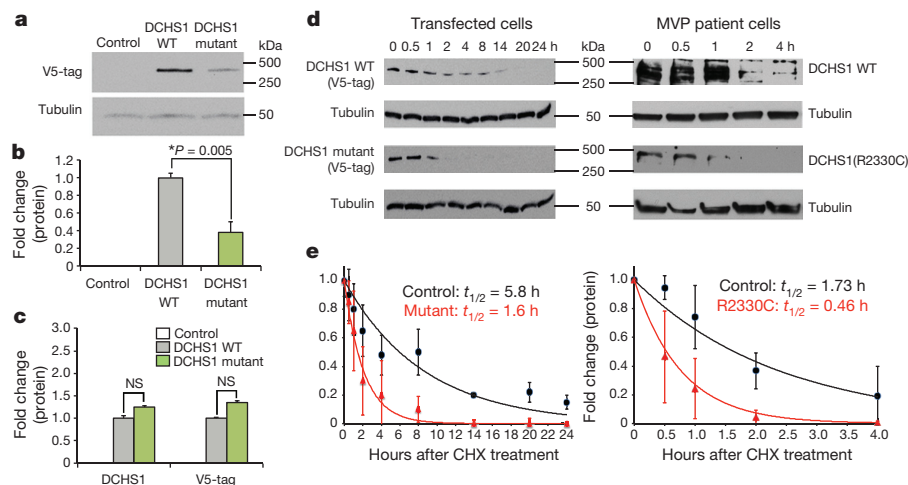 a
Control
DCHS1 WT
DCHS1 mutant
kDa
V5-tag
500
250
Tubulin
50
b
*P = 0.005
Fold change (protein)
1.2
1.0
0.8
0.6
0.4
0.2
0
Control
DCHS1 WT
DCHS1 mutant
c
Fold change (protein)
3.0
2.5
2.0
1.5
1.0
0.5
0
Control
DCHS1 WT
DCHS1 mutant
NS
NS
DCHS1
V5-tag
d
Transfected cells
0 0.5 1 2 4 8 14 20 24 h
kDa
MVP patient cells
0 0.5 1 2 4 h
DCHS1 WT (V5-tag)
500
250
DCHS1 WT
Tubulin
50
Tubulin
DCHS1 mutant (V5-tag)
500
250
DCHS1(R2330C)
Tubulin
50
Tubulin
e
1.0
0.8
0.6
0.4
0.2
0
Control: t1/2 = 5.8 h
Mutant: t1/2 = 1.6 h
0 2 4 6 8 10 12 14 16 18 20 22 24
Hours after CHX treatment
Fold change (protein)
1.0
0.8
0.6
0.4
0.2
0
Control: t1/2 = 1.73 h
R2330C: t1/2 = 0.46 h
0 0.5 1.0 1.5 2.0 2.5 3.0 3.5 4.0
Hours after CHX treatment